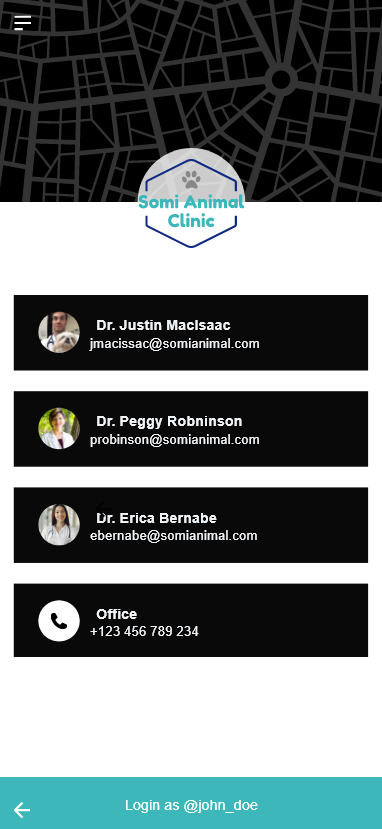 Somi Animal
Clinic
Dr. Justin MacIsaac
jmacissac@somianimal.com
Dr. Peggy Robninson
probinson@somianimal.com
Dr. Erica Bernabe
ebernabe@somianimal.com
Office
+123 456 789 234
Login as @john_doe